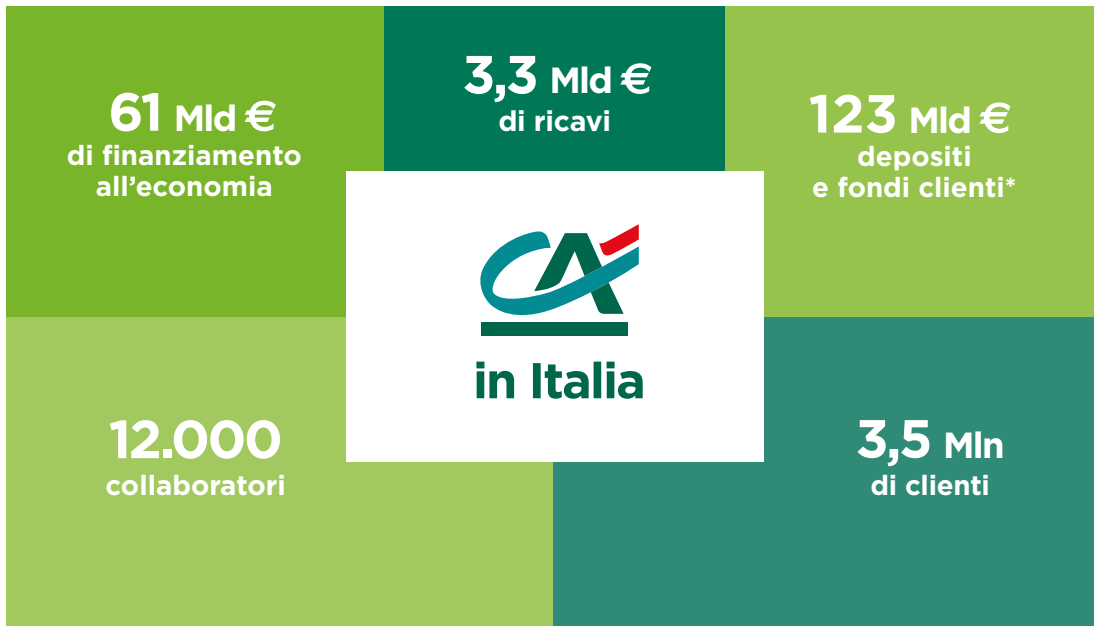 61 Mld €
di finanziamento
all’economia
3,3 Mld €
di ricavi
123 Mld €
depositi
e fondi clienti*
CA
in Italia
12.000
collaboratori
3,5 Mln
di clienti